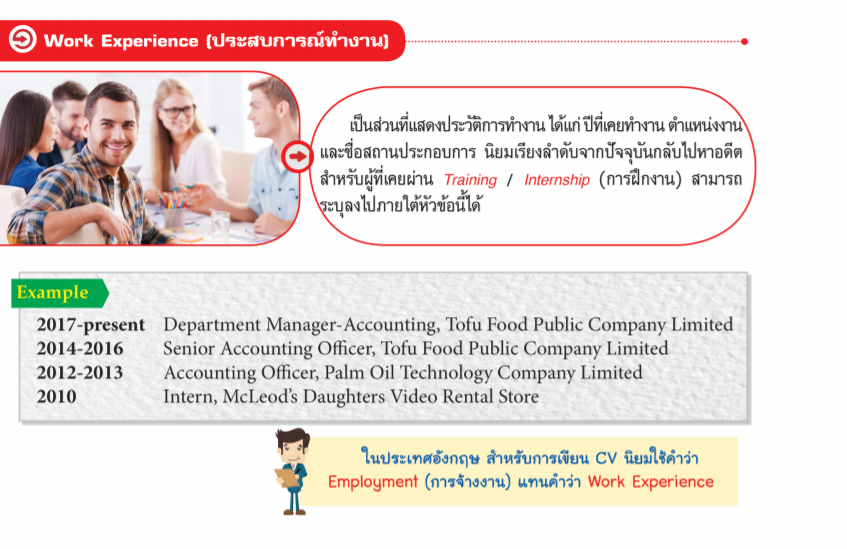 Work Experience (ประสบการณ์ทำงาน)
เป็นส่วนที่แสดงประวัติการทำงาน ได้แก่ ปีที่เคยทำงาน ตำแหน่งงาน
และชื่อสถานประกอบการ นิยมเรียงลำดับจากปัจจุบันกลับไปหาอดีต
สำหรับผู้ที่เคยผ่าน Training / Internship (การฝึกงาน) สามารถ
ระบุลงไปภายใต้หัวข้อนี้ได้
Example
2017-present Department Manager-Accounting, Tofu Food Public Company Limited
2014-2016 Senior Accounting Officer, Tofu Food Public Company Limited
2012-2013 Accounting Officer, Palm Oil Technology Company Limited
2010 Intern, McLeod’s Daughters Video Rental Store
ในประเทศอังกฤษ สำหรับการเขียน CV นิยมใช้คำว่า
Employment (การจ้างงาน) แทนคำว่า Work Experience